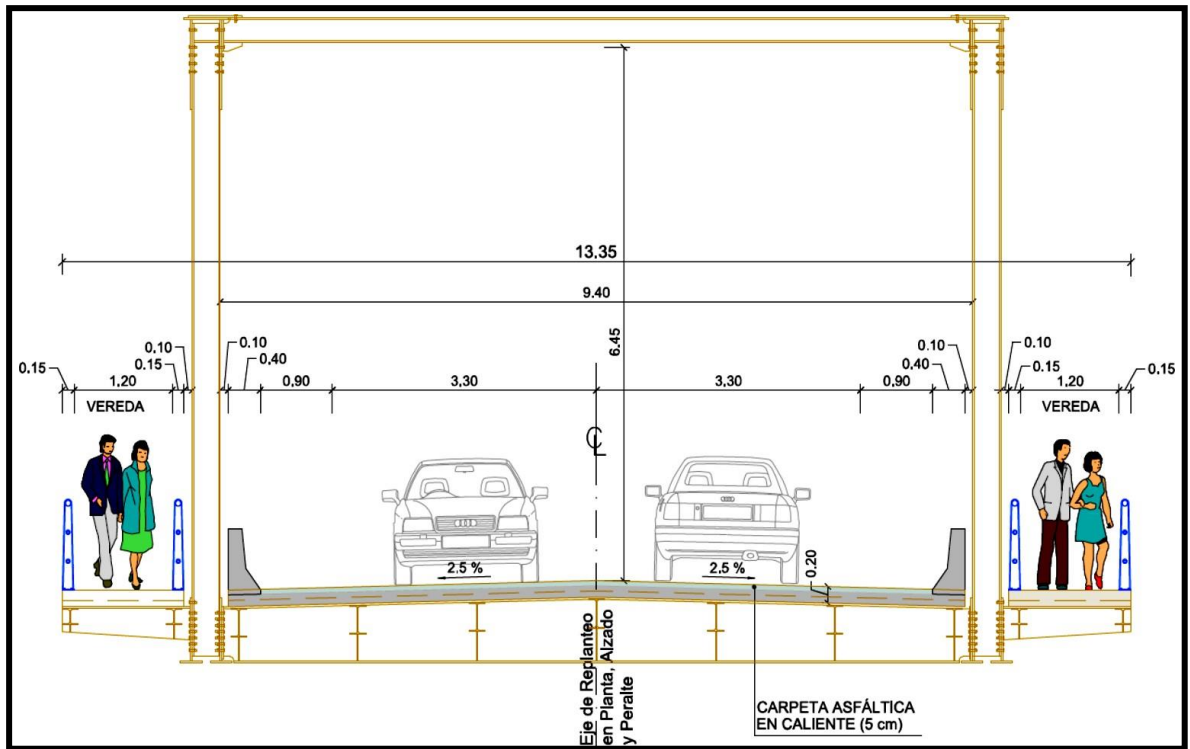 13.35
9.40
6.45
0.15
1,20
0.15
0,10
0.10
0,40
0,90
3,30
3,30
0,90
0,40
0.10
0.10
0.15
1,20
0.15
VEREDA
VEREDA
CL
2.5 %
2.5 %
0,20
Eje de Replanteo
en Planta, Alzado
y Peralte
CARPETA ASFÁLTICA
EN CALIENTE (5 cm)